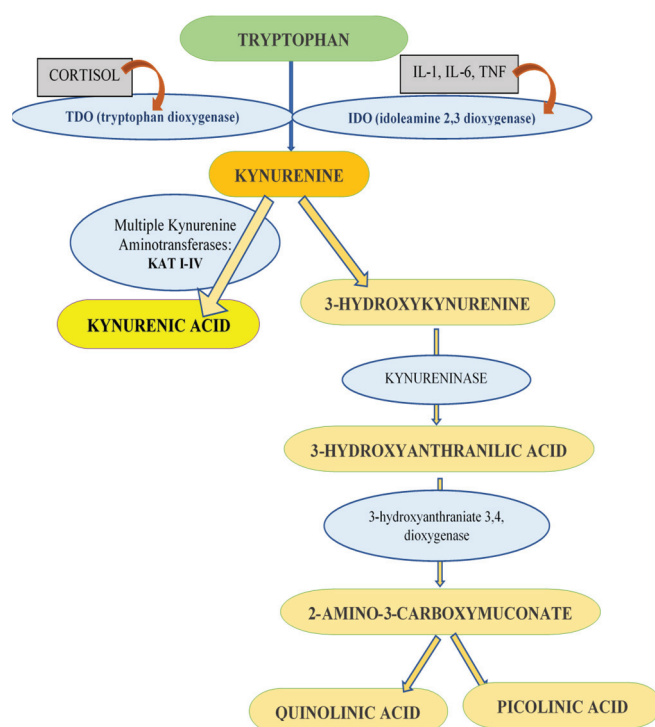 TRYPTOPHAN
CORTISOL
IL-1, IL-6, TNF
TDO (tryptophan dioxygenase)
IDO (idoleamine 2,3 dioxygenase)
KYNURENINE
Multiple Kynurenine
Aminotransferases:
KAT I-IV
KYNURENIC ACID
3-HYDROXYKYNURENINE
KYNURENINASE
3-HYDROXYANTHRANILIC ACID
3-hydroxyanthraniate 3,4,
dioxygenase
2-AMINO-3-CARBOXYMUCONATE
QUINOLINIC ACID
PICOLINIC ACID